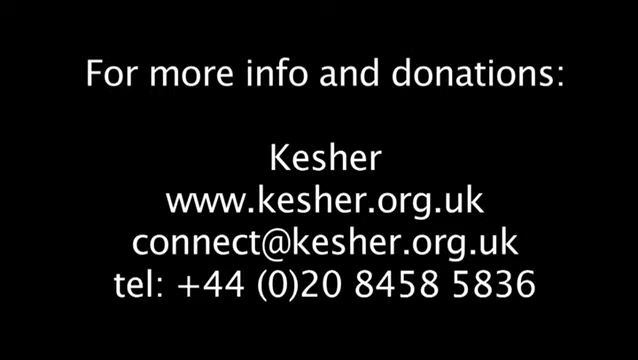 For more info and donations:
Kesher
www.kesher.org.uk
connect@kesher.org.uk
tel: +44 (0)20 8458 5836